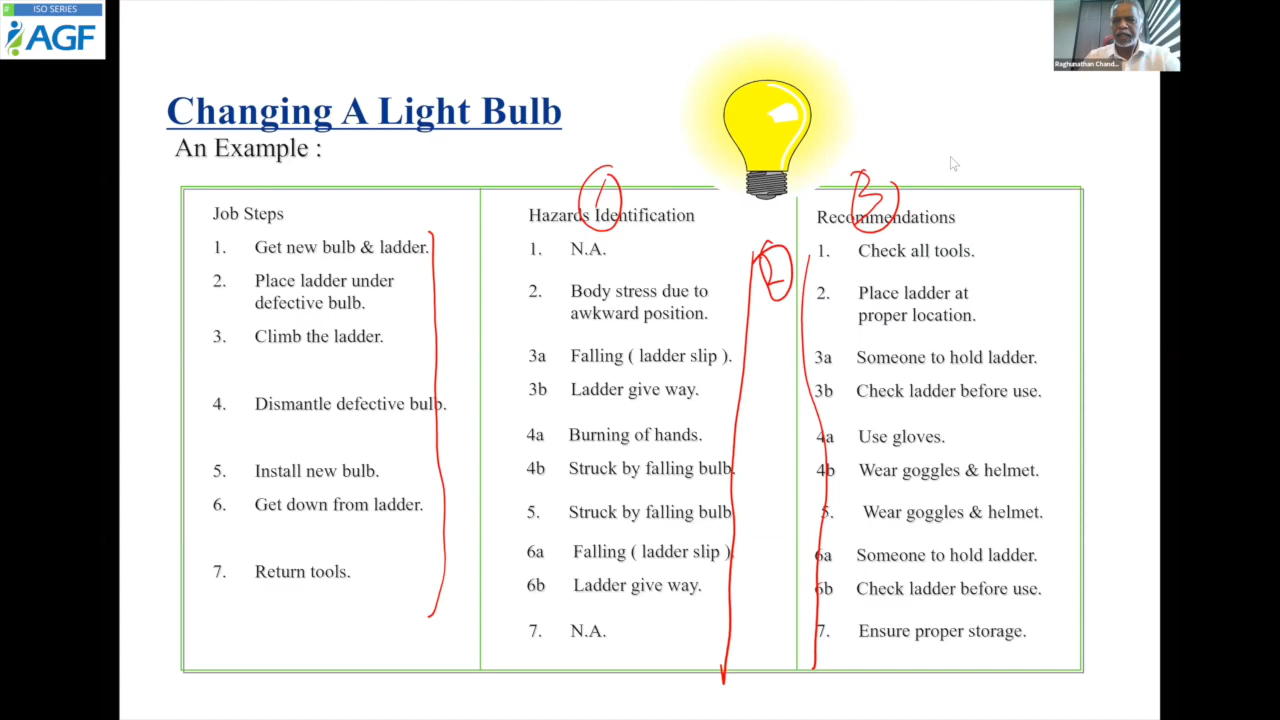 # ISO SERIES
AGF
Raghunathan Chand...
Changing A Light Bulb
An Example :
1
3
2
Job Steps
1. Get new bulb & ladder.
2. Place ladder under
defective bulb.
3. Climb the ladder.
4. Dismantle defective bulb.
5. Install new bulb.
6. Get down from ladder.
7. Return tools.
Hazards Identification
1. N.A.
2. Body stress due to
awkward position.
3a Falling ( ladder slip ).
3b Ladder give way.
4a Burning of hands.
4b Struck by falling bulb.
5. Struck by falling bulb
6a Falling ( ladder slip ).
6b Ladder give way.
7. N.A.
Recommendations
1. Check all tools.
2. Place ladder at
proper location.
3a Someone to hold ladder.
3b Check ladder before use.
4a Use gloves.
4b Wear goggles & helmet.
5. Wear goggles & helmet.
6a Someone to hold ladder.
6b Check ladder before use.
7. Ensure proper storage.